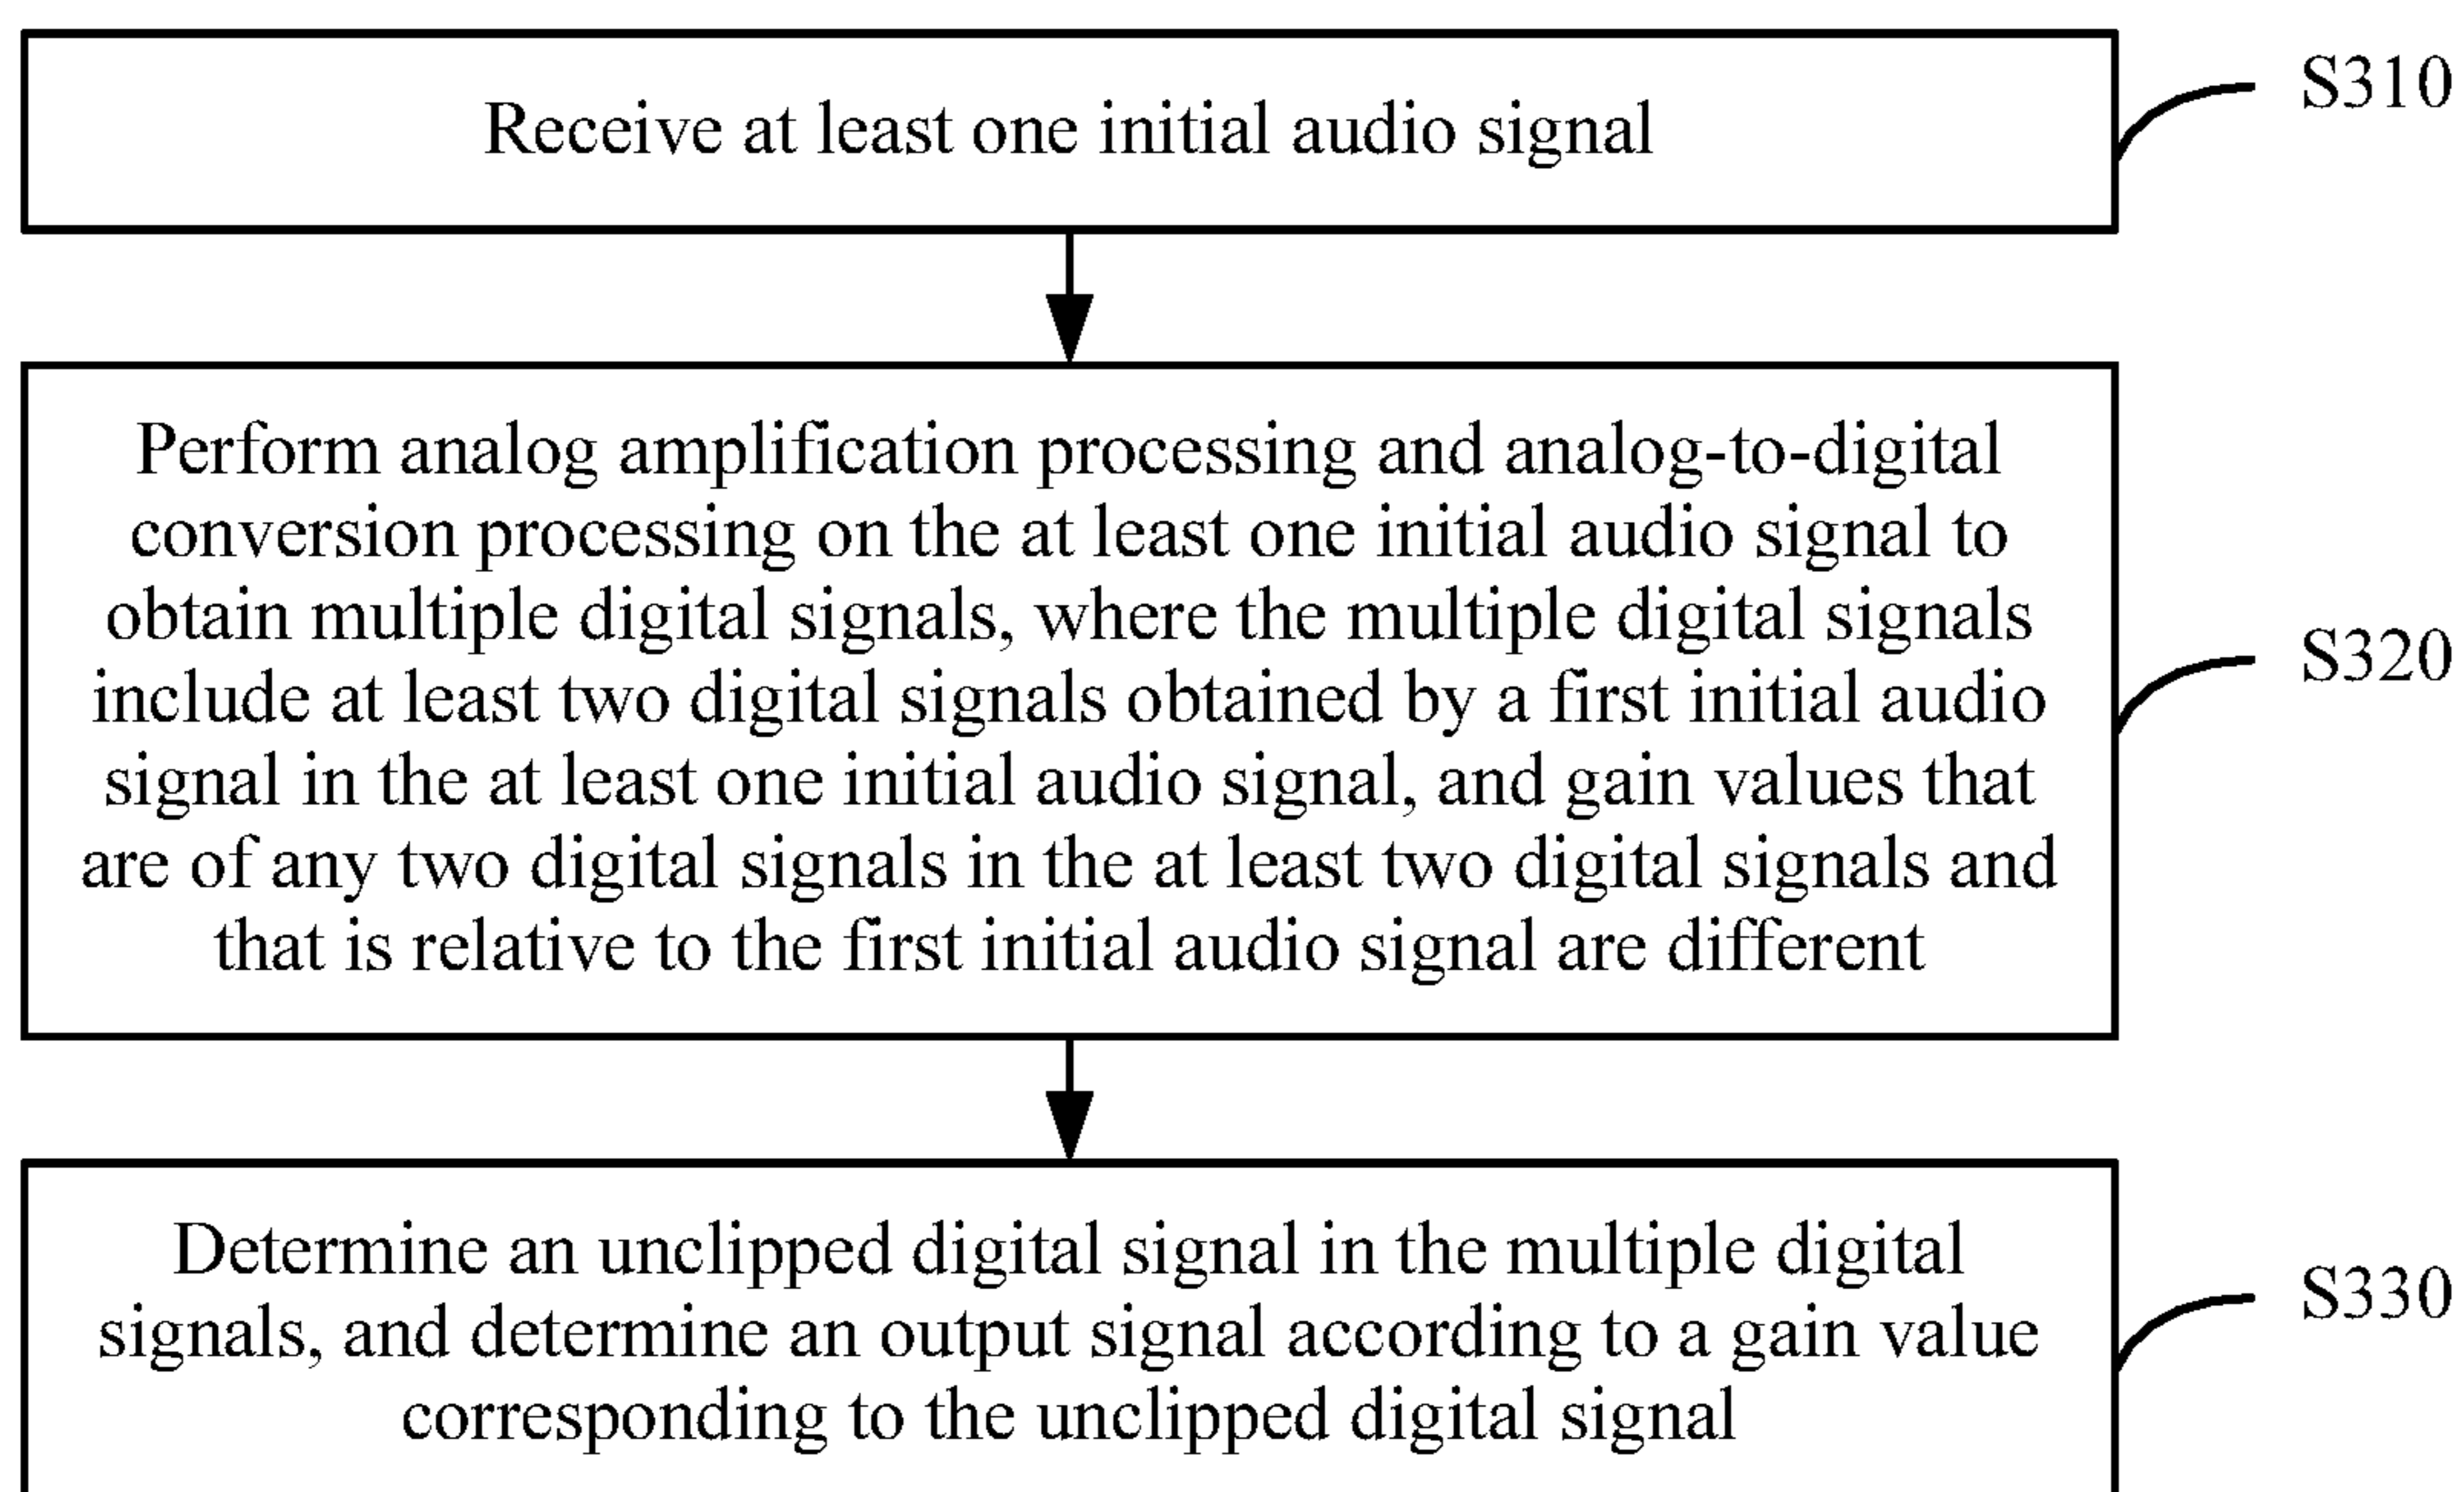 Receive at least one initial audio signal
S310
Perform analog amplification processing and analog-to-digital
conversion processing on the at least one initial audio signal to
obtain multiple digital signals, where the multiple digital signals
include at least two digital signals obtained by a first initial audio
signal in the at least one initial audio signal, and gain values that
are of any two digital signals in the at least two digital signals and
that is relative to the first initial audio signal are different
S320
Determine an unclipped digital signal in the multiple digital
signals, and determine an output signal according to a gain value
corresponding to the unclipped digital signal
S330